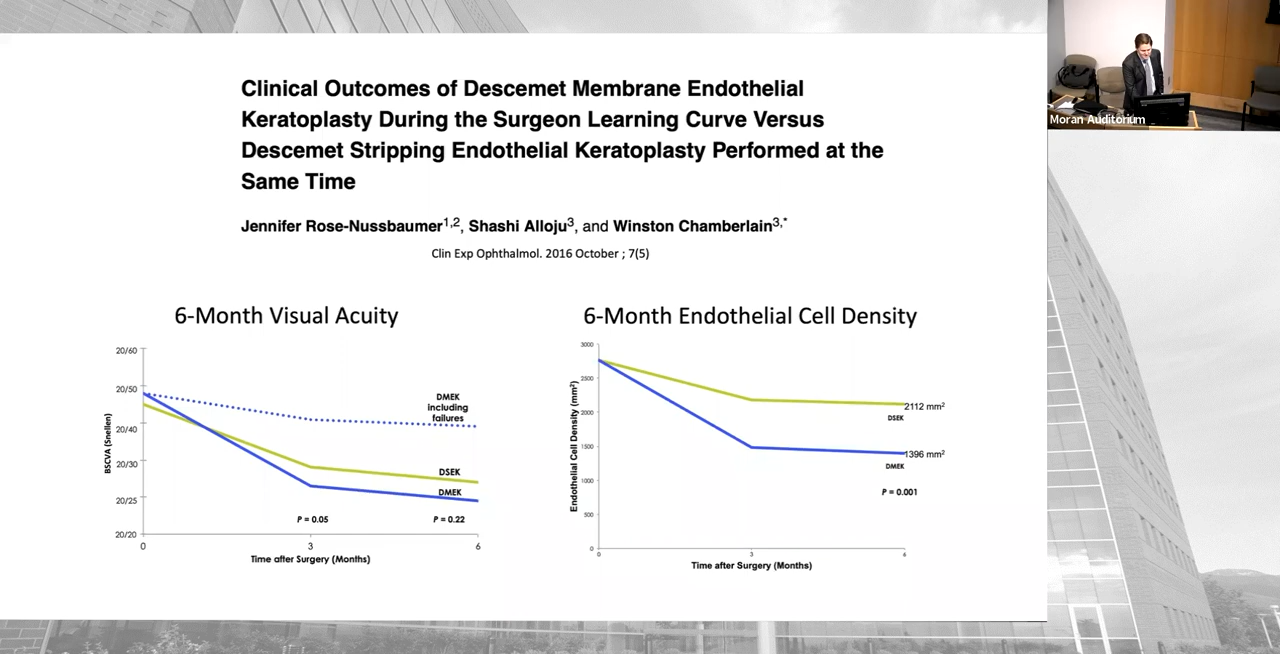 Clinical Outcomes of Descemet Membrane Endothelial
Keratoplasty During the Surgeon Learning Curve Versus
Descemet Stripping Endothelial Keratoplasty Performed at the
Same Time
Jennifer Rose-Nussbaumer1,2, Shashi Alloju3, and Winston Chamberlain3,*
Clin Exp Ophthalmol. 2016 October ; 7(5)
Moran Auditorium
6-Month Visual Acuity
20/60
20/50
20/40
20/30
20/25
20/20
BSCVA (Snellen)
DMEK
including
failures
DSEK
DMEK
P = 0.05
P = 0.22
0
3
6
Time after Surgery (Months)
6-Month Endothelial Cell Density
3000
2500
2000
1500
1000
500
0
Endothelial Cell Density (mm2)
2112 mm2
DSEK
1396 mm2
DMEK
P = 0.001
0
3
6
Time after Surgery (Months)